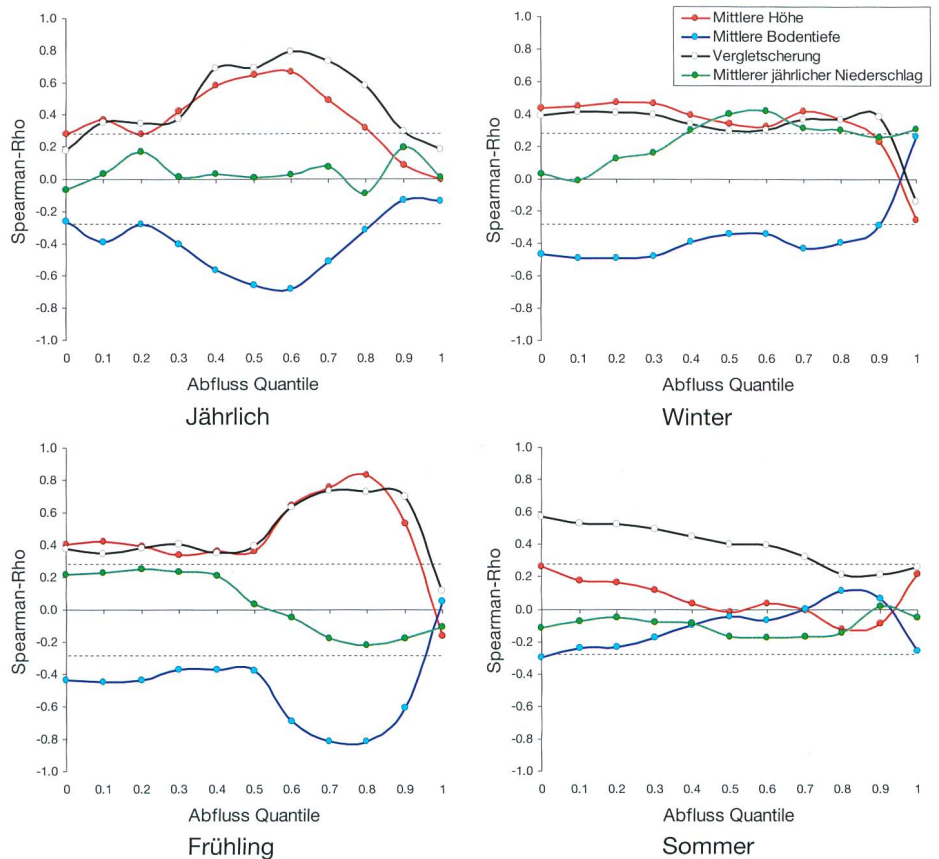 1.0
0.8
0.6
0.4
0.2
0.0
-0.2
-0.4
-0.6
-0.8
-1.0
Spearman-Rho
0 0.1 0.2 0.3 0.4 0.5 0.6 0.7 0.8 0.9 1
Abfluss Quantile
Jährlich
Mittlere Höhe
Mittlere Bodentiefe
Vergletscherung
Mittlerer jährlicher Niederschlag
1.0
0.8
0.6
0.4
0.2
0.0
-0.2
-0.4
-0.6
-0.8
-1.0
Spearman-Rho
0 0.1 0.2 0.3 0.4 0.5 0.6 0.7 0.8 0.9 1
Abfluss Quantile
Winter
1.0
0.8
0.6
0.4
0.2
0.0
-0.2
-0.4
-0.6
-0.8
-1.0
Spearman-Rho
0 0.1 0.2 0.3 0.4 0.5 0.6 0.7 0.8 0.9 1
Abfluss Quantile
Frühling
1.0
0.8
0.6
0.4
0.2
0.0
-0.2
-0.4
-0.6
-0.8
-1.0
Spearman-Rho
0 0.1 0.2 0.3 0.4 0.5 0.6 0.7 0.8 0.9 1
Abfluss Quantile
Sommer